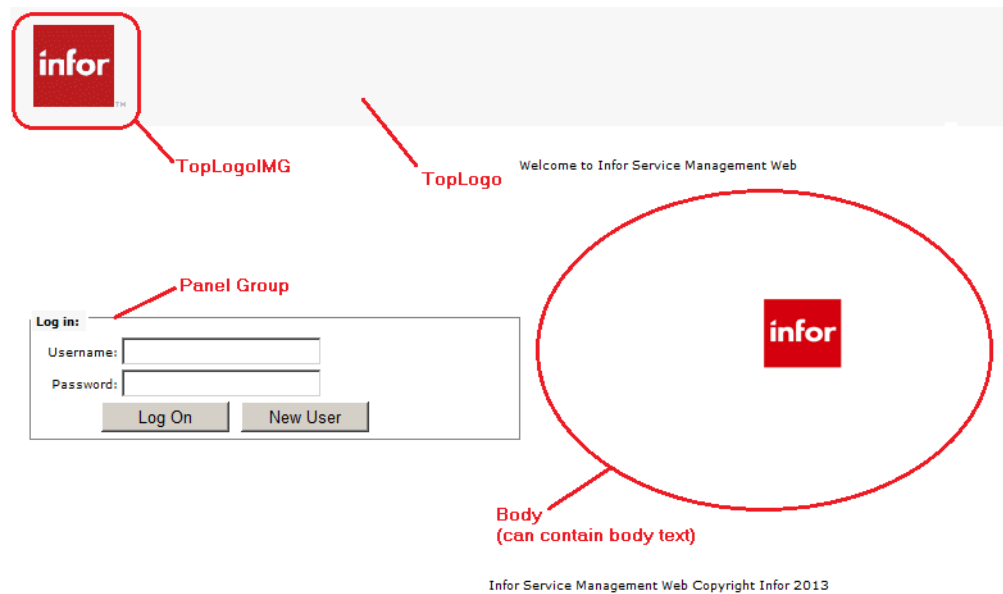 infor
TM
TopLogoIMG
TopLogo
Welcome to Infor Service Management Web
Panel Group
Log in:
Username:
Password:
Log On New User
infor
Body
(can contain body text)
Infor Service Management Web Copyright Infor 2013